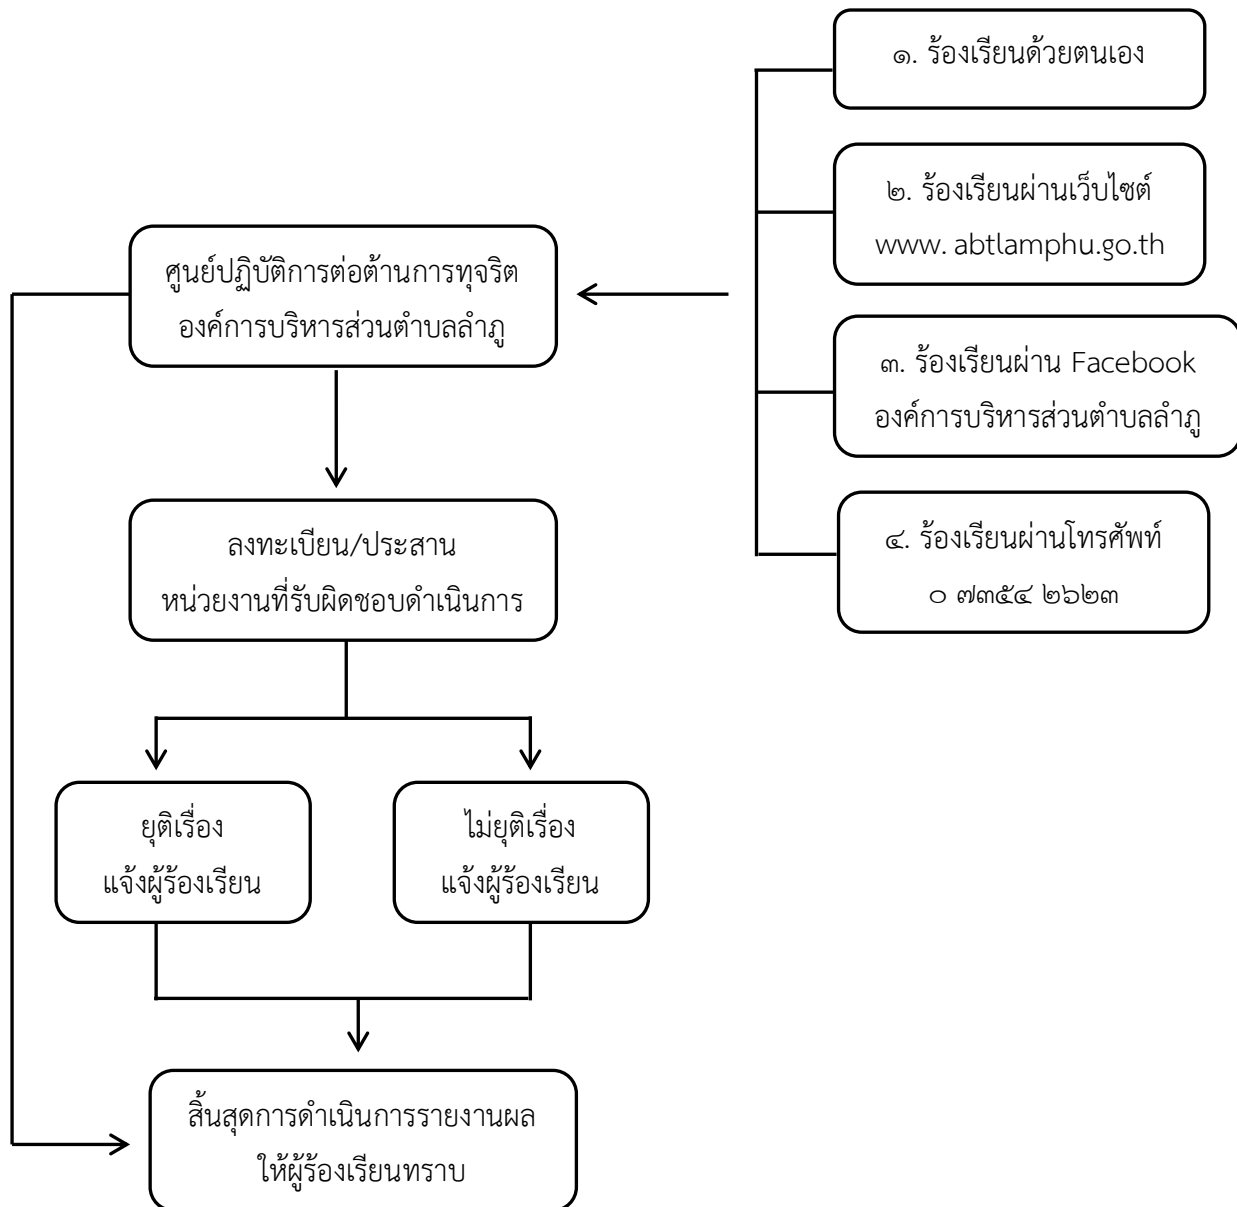 ๑. ร้องเรียนด้วยตนเอง
๒. ร้องเรียนผ่านเว็บไซต์
www. abtlamphu.go.th
๓. ร้องเรียนผ่าน Facebook
องค์การบริหารส่วนตำบลลำภู
๔. ร้องเรียนผ่านโทรศัพท์
๐ ๗๓๕๔ ๒๖๒๓
ศูนย์ปฏิบัติการต่อต้านการทุจริต
องค์การบริหารส่วนตำบลลำภู
ลงทะเบียน/ประสาน
หน่วยงานที่รับผิดชอบดำเนินการ
ยุติเรื่อง
แจ้งผู้ร้องเรียน
ไม่ยุติเรื่อง
แจ้งผู้ร้องเรียน
สิ้นสุดการดำเนินการรายงานผล
ให้ผู้ร้องเรียนทราบ